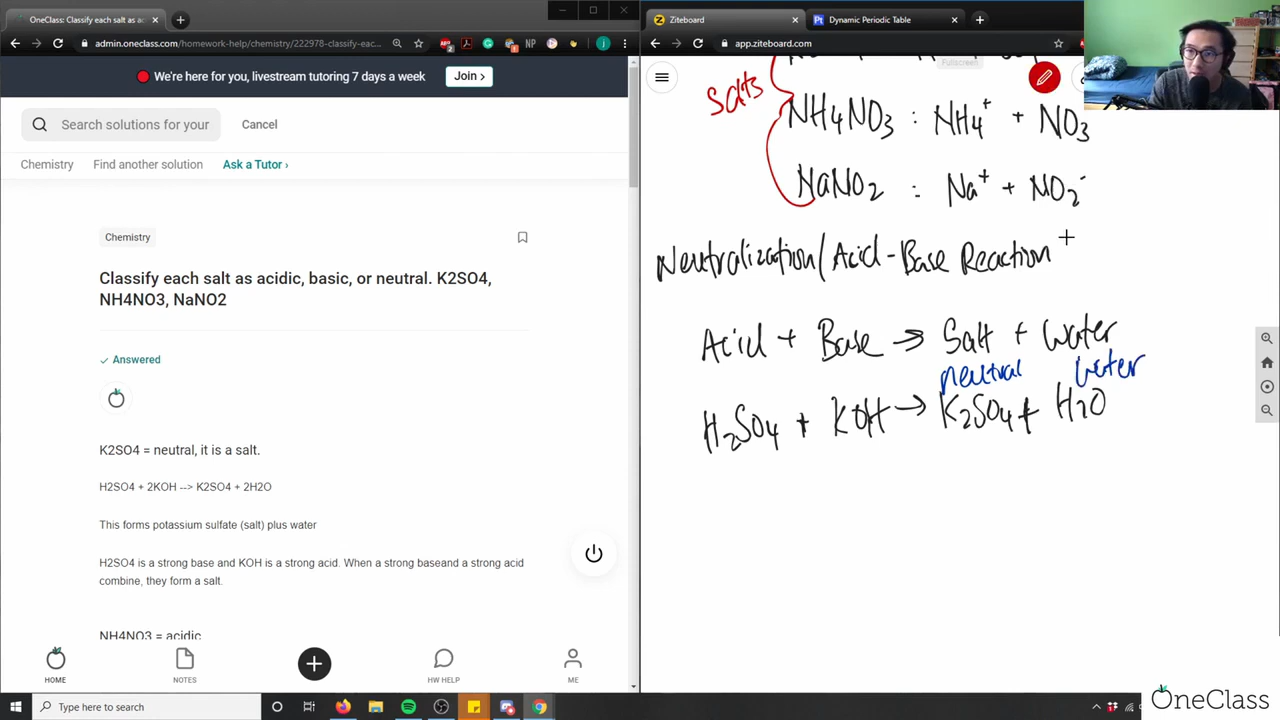 OneClass: Classify each salt as ac
admin.oneclass.com/homework-help/chemistry/222978-classify-eac...
NP
j
We're here for you, livestream tutoring 7 days a week
Join ›
Search solutions for your
Cancel
Chemistry
Find another solution
Ask a Tutor ›
Chemistry
Classify each salt as acidic, basic, or neutral. K2SO4,
NH4NO3, NaNO2
Answered
K2SO4 = neutral, it is a salt.
H2SO4 + 2KOH --> K2SO4 + 2H2O
This forms potassium sulfate (salt) plus water
H2SO4 is a strong base and KOH is a strong acid. When a strong baseand a strong acid
combine, they form a salt.
NH4NO3 = acidic
HOME
NOTES
HW HELP
ME
Type here to search
Ziteboard
Pt
Dynamic Periodic Table
app.ziteboard.com
Fullscreen
Salts
NH4NO3 : NH4+ + NO3
NaNO2 : Na+ + NO2-
Neutralization/Acid-Base Reaction
Acid + Base → Salt + Water
neutral water
H2SO4 + KOH → K2SO4 + H2O
OneClass